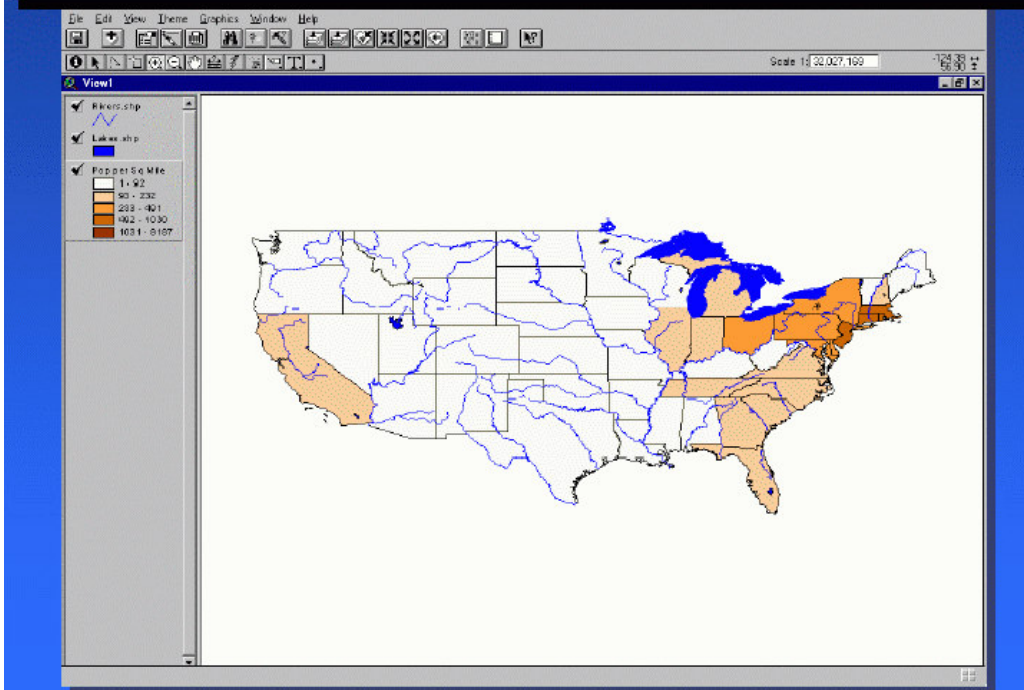 File Edit View Theme Graphics Window Help
Scale 1: 32,027,169
View1
Rivers.shp
Lakes.shp
Pop per Sq Mile
1 - 92
93 - 232
233 - 491
492 - 1030
1031 - 9187